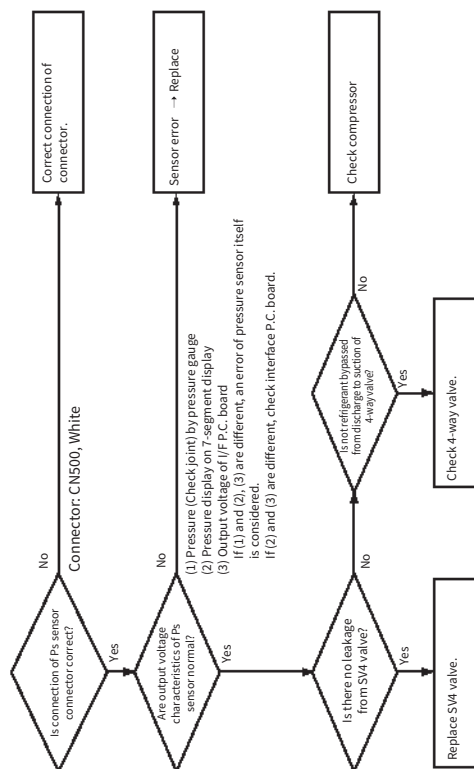 Is connection of Ps sensor
connector correct?
No
Connector: CN500, White
Correct connection of
connector.
Yes
Are output voltage
characteristics of Ps
sensor normal?
No
(1) Pressure (Check joint) by pressure gauge
(2) Pressure display on 7-segment display
(3) Output voltage of I/F P.C. board
If (1) and (2), (3) are different, an error of pressure sensor itself
is considered.
If (2) and (3) are different, check interface P.C. board.
Sensor error → Replace
Yes
Is there no leakage
from SV4 valve?
No
Yes
Replace SV4 valve.
Is not refrigerant bypassed
from discharge to suction of
4-way valve?
No
Check compressor
Yes
Check 4-way valve.